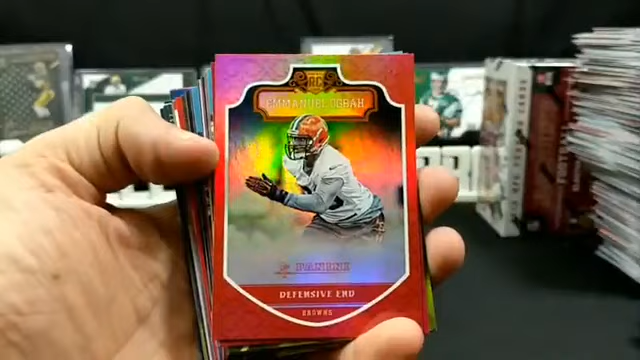 RC
EMMANUEL OGBAH
PANINI
DEFENSIVE END
BROWNS